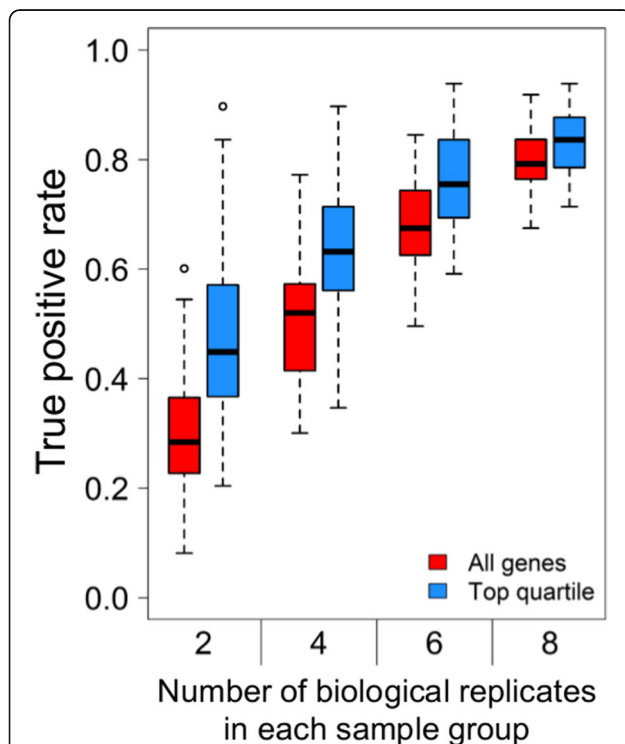 True positive rate
1.0
0.8
0.6
0.4
0.2
0.0
All genes
Top quartile
2 4 6 8
Number of biological replicates
in each sample group